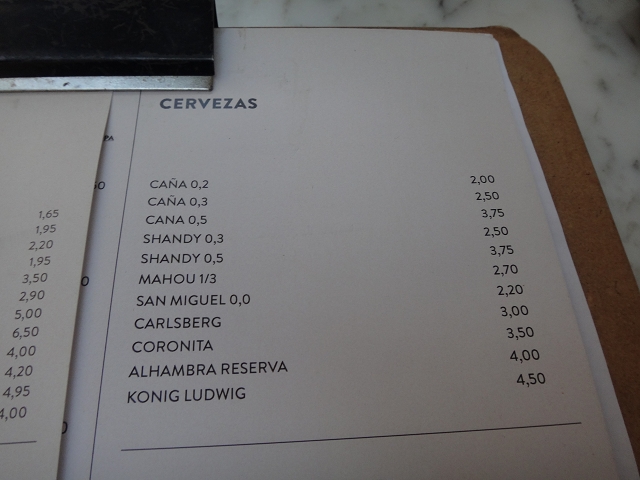 CERVEZAS
CAÑA 0,2 2,00
CAÑA 0,3 2,50
CANA 0,5 3,75
SHANDY 0,3 2,50
SHANDY 0,5 3,75
MAHOU 1/3 2,70
SAN MIGUEL 0,0 2,20
CARLSBERG 3,00
CORONITA 3,50
ALHAMBRA RESERVA 4,00
KONIG LUDWIG 4,50
1,65
1,95
2,20
1,95
3,50
2,90
5,00
6,50
4,00
4,20
4,95
4,00